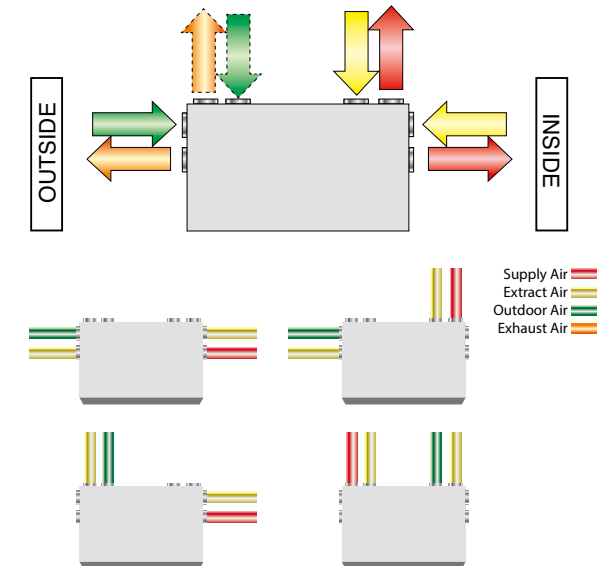 OUTSIDE
INSIDE
Supply Air
Extract Air
Outdoor Air
Exhaust Air